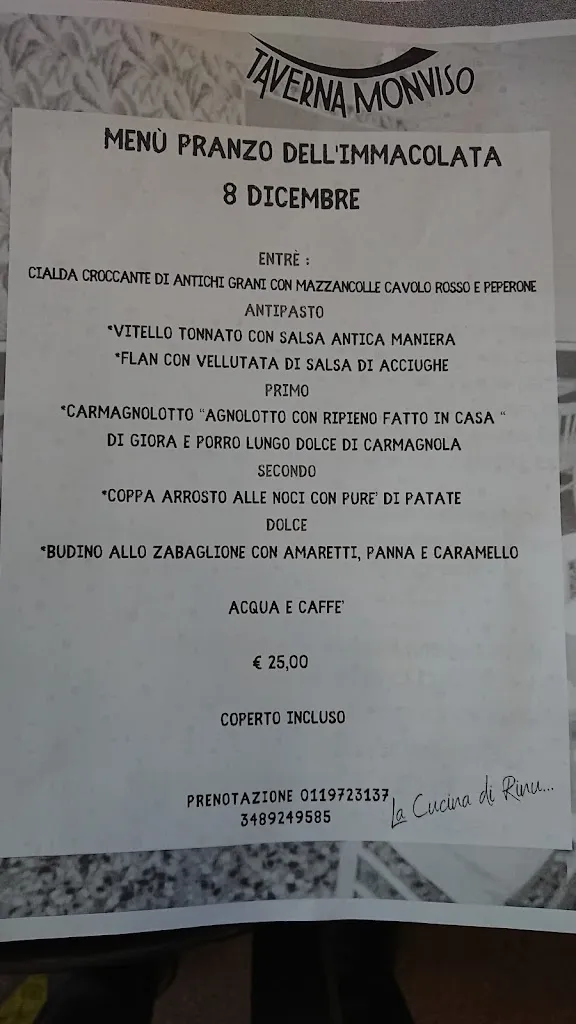 TAVERNA MONVISO
MENÙ PRANZO DELL'IMMACOLATA
8 DICEMBRE
ENTRÈ :
CIALDA CROCCANTE DI ANTICHI GRANI CON MAZZANCOLLE CAVOLO ROSSO E PEPERONE
ANTIPASTO
*VITELLO TONNATO CON SALSA ANTICA MANIERA
*FLAN CON VELLUTATA DI SALSA DI ACCIUGHE
PRIMO
*CARMAGNOLOTTO "AGNOLOTTO CON RIPIENO FATTO IN CASA "
DI GIORA E PORRO LUNGO DOLCE DI CARMAGNOLA
SECONDO
*COPPA ARROSTO ALLE NOCI CON PURE' DI PATATE
DOLCE
*BUDINO ALLO ZABAGLIONE CON AMARETTI, PANNA E CARAMELLO
ACQUA E CAFFE'
€ 25,00
COPERTO INCLUSO
PRENOTAZIONE 0119723137
3489249585
La Cucina di Rinu...